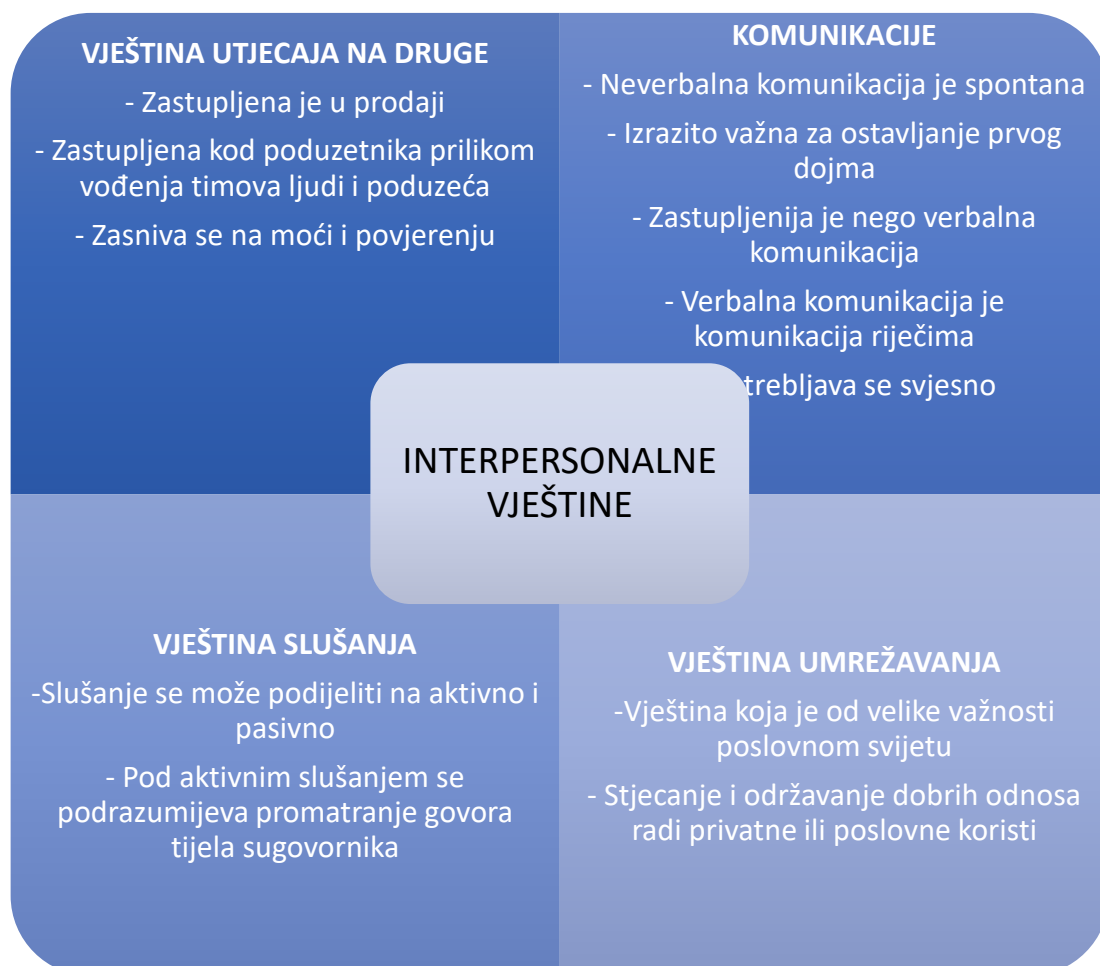 VJEŠTINA UTJECAJA NA DRUGE
- Zastupljena je u prodaji
- Zastupljena kod poduzetnika prilikom
vođenja timova ljudi i poduzeća
- Zasniva se na moći i povjerenju
KOMUNIKACIJE
- Neverbalna komunikacija je spontana
- Izrazito važna za ostavljanje prvog
dojma
- Zastupljenija je nego verbalna
komunikacija
- Verbalna komunikacija je
komunikacija riječima
trebljava se svjesno
INTERPERSONALNE
VJEŠTINE
VJEŠTINA SLUŠANJA
-Slušanje se može podijeliti na aktivno i
pasivno
- Pod aktivnim slušanjem se
podrazumijeva promatranje govora
tijela sugovornika
VJEŠTINA UMREŽAVANJA
-Vještina koja je od velike važnosti
poslovnom svijetu
- Stjecanje i održavanje dobrih odnosa
radi privatne ili poslovne koristi